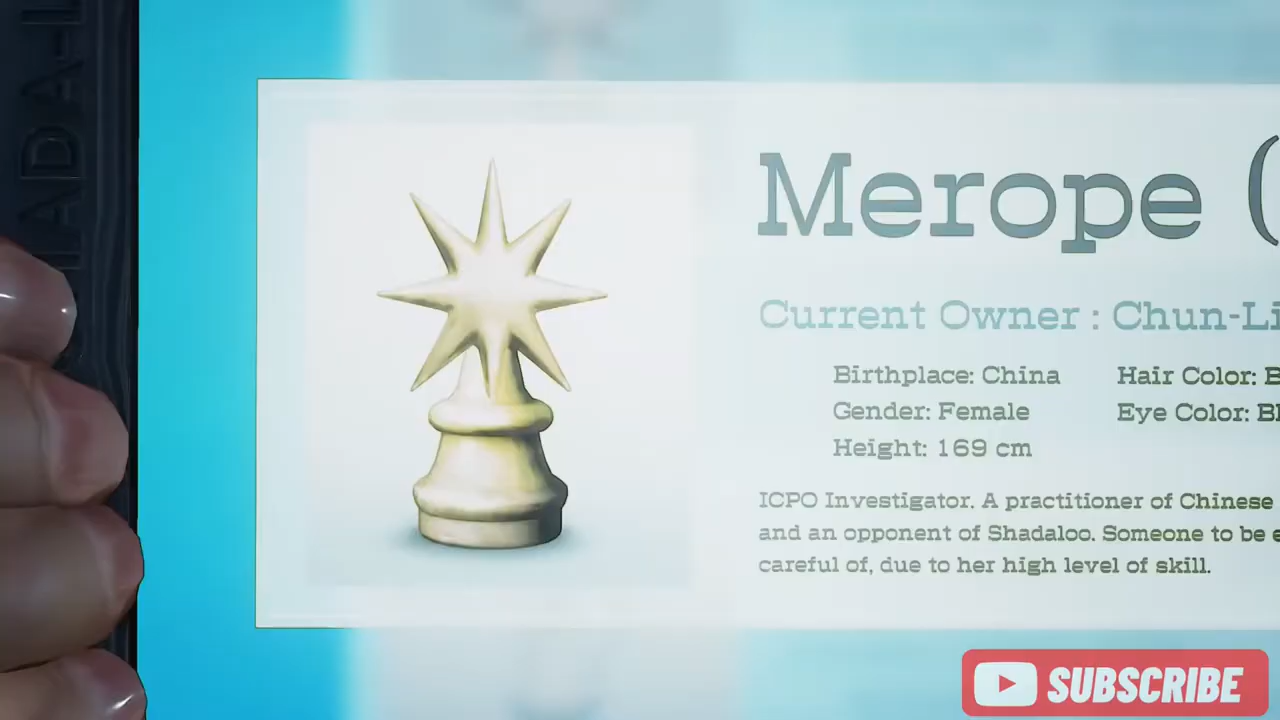 Merope (
Current Owner : Chun-Li
Birthplace: China
Hair Color: B
Gender: Female
Eye Color: Bl
Height: 169 cm
ICPO Investigator. A practitioner of Chinese
and an opponent of Shadaloo. Someone to be e
careful of, due to her high level of skill.
SUBSCRIBE